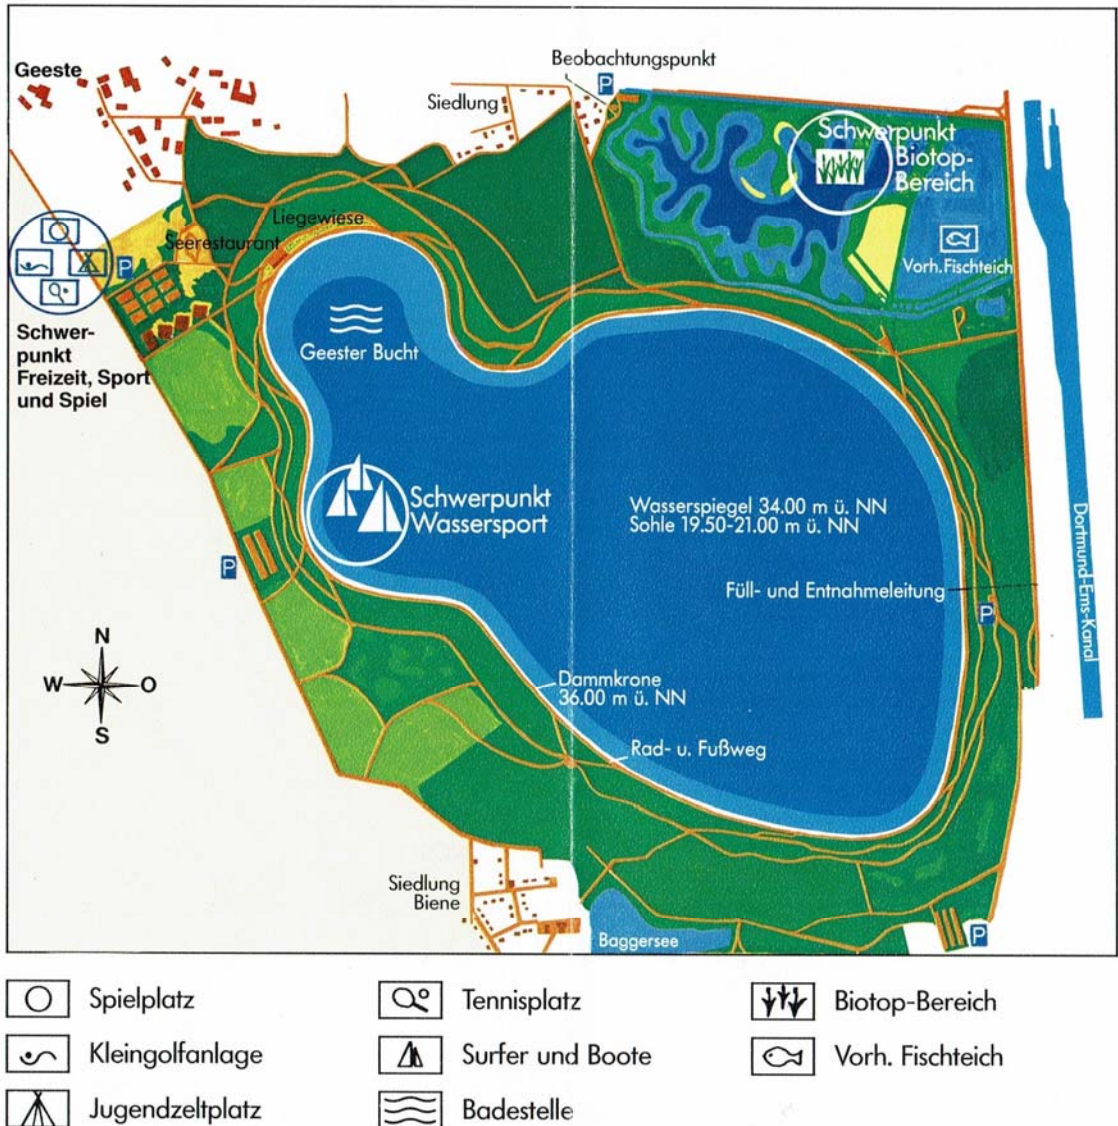 Geeste
Siedlung
Beobachtungspunkt
P
Schwerpunkt
Biotop-
Bereich
Vorh. Fischteich
Liegewiese
Seerestaurant
P
Schwer-
punkt
Freizeit, Sport
und Spiel
Geester Bucht
Schwerpunkt
Wassersport
Wasserspiegel 34.00 m ü. NN
Sohle 19.50-21.00 m ü. NN
Füll- und Entnahmeleitung
Dortmund-Ems-Kanal
P
P
N
W
O
S
Dammkrone
36.00 m ü. NN
Rad- u. Fußweg
Siedlung
Biene
Baggersee
P
Spielplatz
Tennisplatz
Biotop-Bereich
Kleingolfanlage
Surfer und Boote
Vorh. Fischteich
Jugendzeltplatz
Badestelle